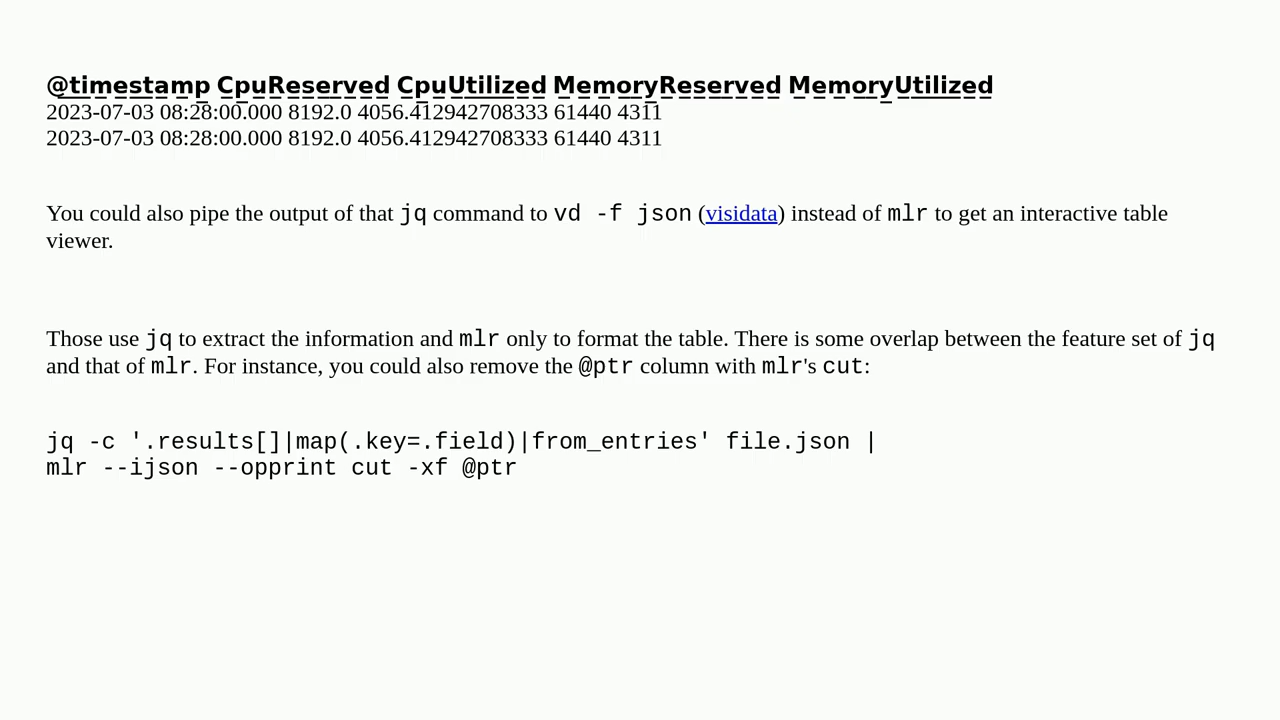 @timestamp CpuReserved CpuUtilized MemoryReserved MemoryUtilized
2023-07-03 08:28:00.000 8192.0 4056.412942708333 61440 4311
2023-07-03 08:28:00.000 8192.0 4056.412942708333 61440 4311
You could also pipe the output of that jq command to vd -f json (visidata) instead of mlr to get an interactive table
viewer.
Those use jq to extract the information and mlr only to format the table. There is some overlap between the feature set of jq
and that of mlr. For instance, you could also remove the @ptr column with mlr's cut:
jq -c '.results[]|map(.key=.field)|from_entries' file.json |
mlr --ijson --opprint cut -xf @ptr